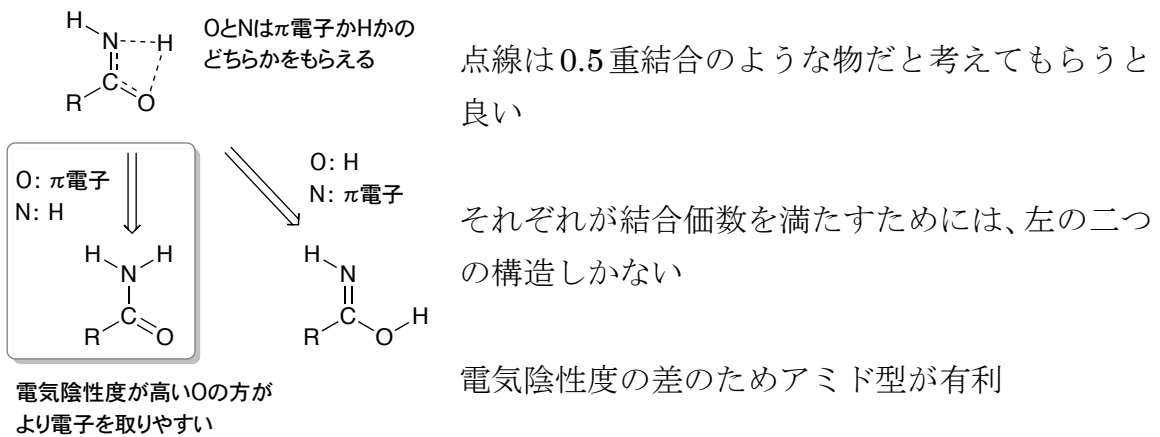 OとNはπ電子かHかの
どちらかをもらえる
H
N
H
C
R
O
点線は0.5重結合のような物だと考えてもらうと
良い
O: π電子
N: H
O: H
N: π電子
それぞれが結合価数を満たすためには、左の二つ
の構造しかない
H
H
N
C
R
O
H
N
C
R
O
H
電気陰性度の差のためアミド型が有利
電気陰性度が高いOの方が
より電子を取りやすい